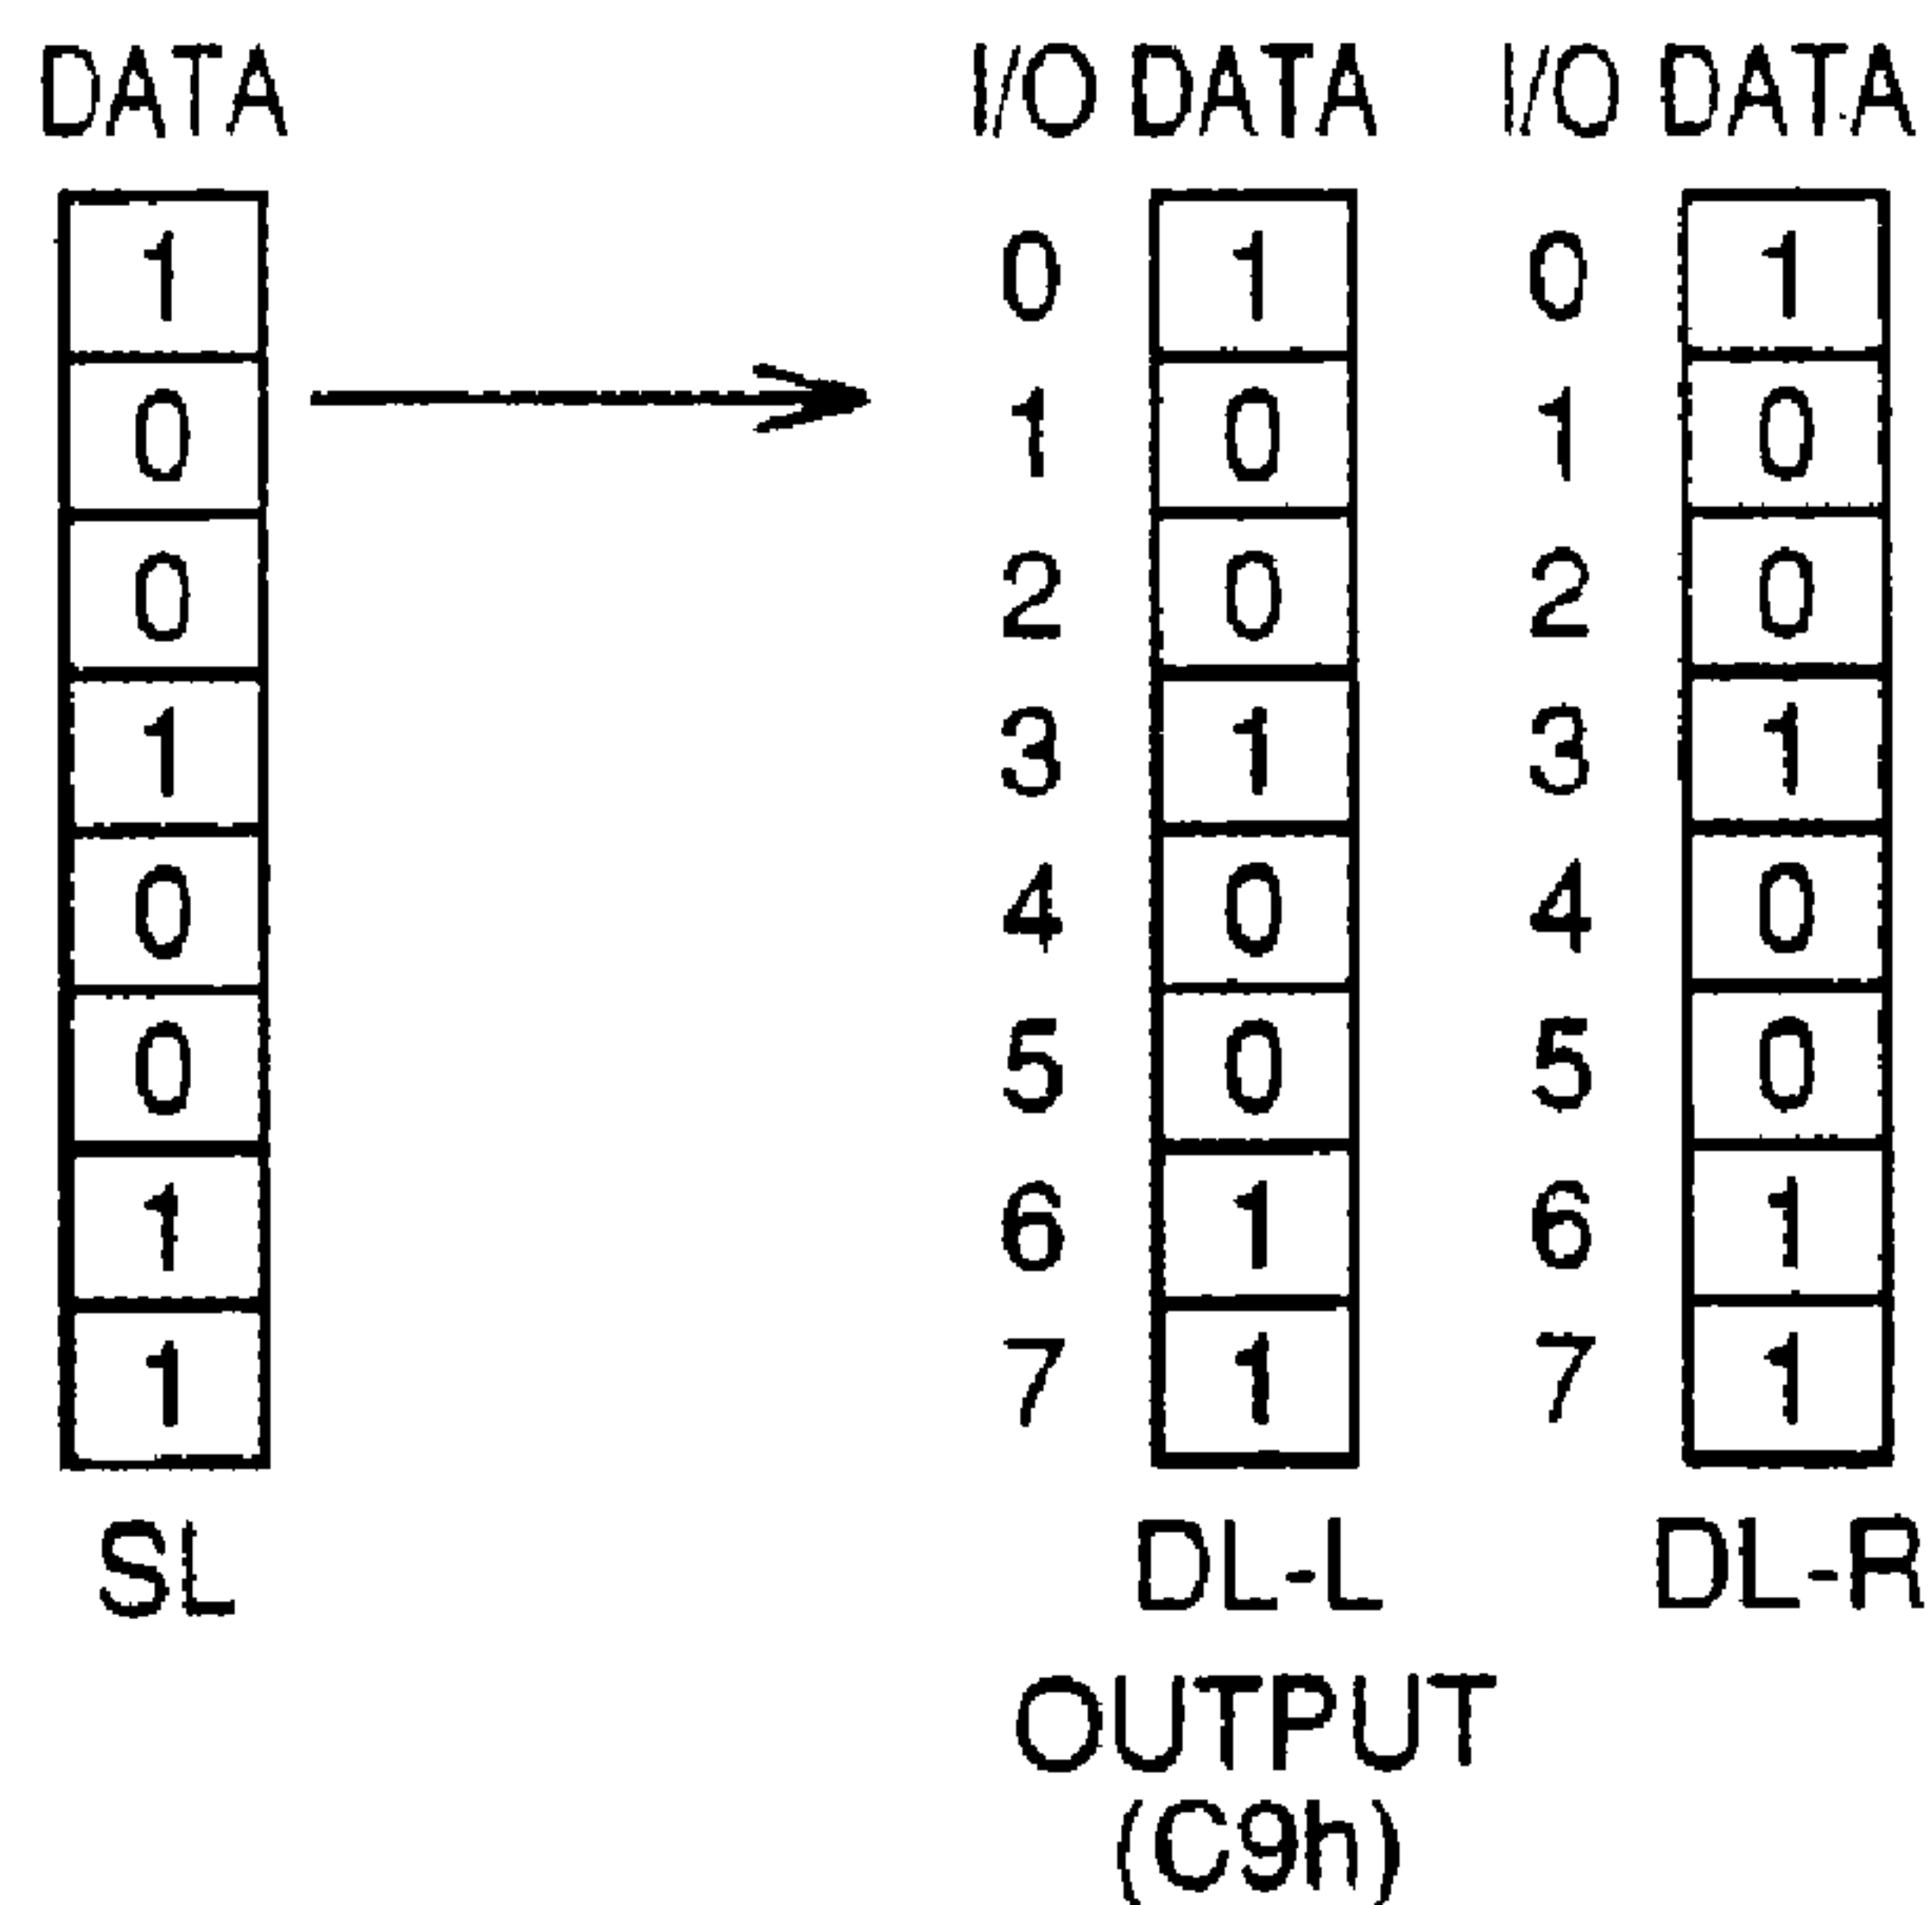 DATA I/O DATA I/O DATA
1 0 1 0 1
0 1 0 1 0
0 2 0 2 0
1 3 1 3 1
0 4 0 4 0
0 5 0 5 0
1 6 1 6 1
1 7 1 7 1
SL DL-L DL-R
OUTPUT
(C9h)